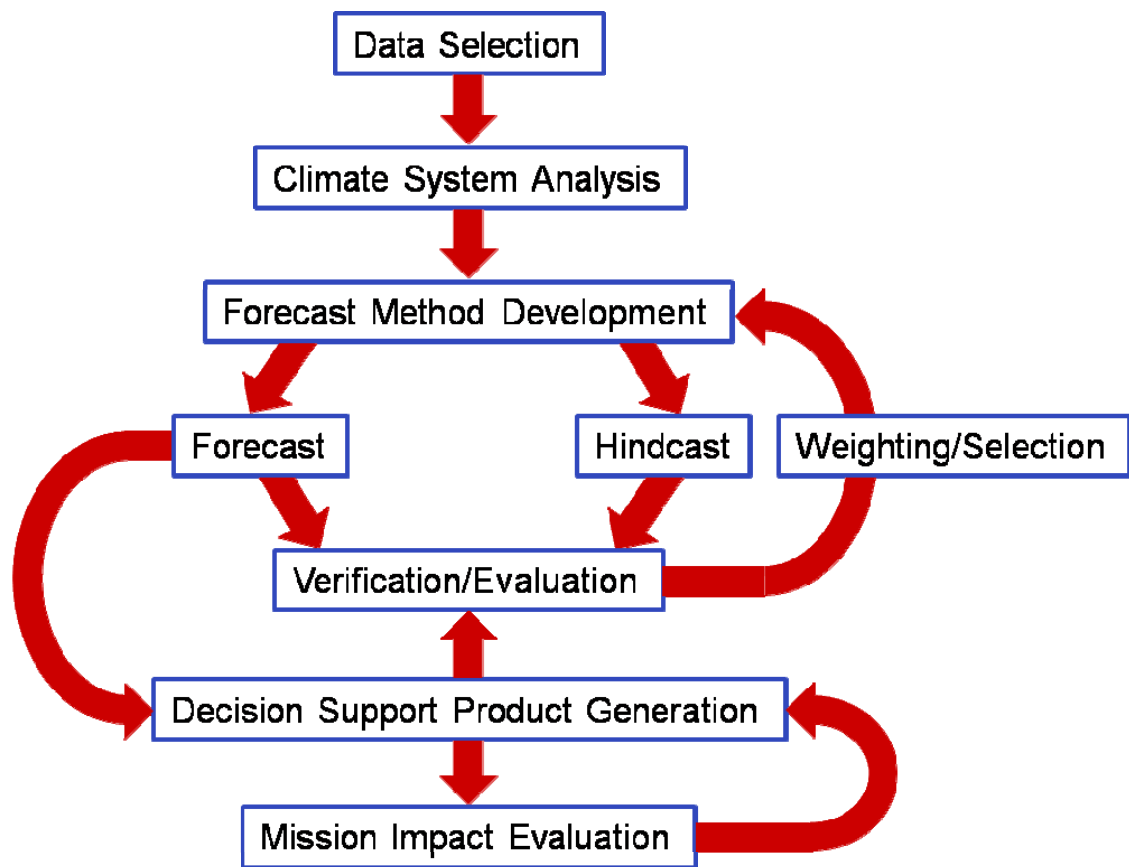 Data Selection
Climate System Analysis
Forecast Method Development
Forecast
Hindcast
Weighting/Selection
Verification/Evaluation
Decision Support Product Generation
Mission Impact Evaluation